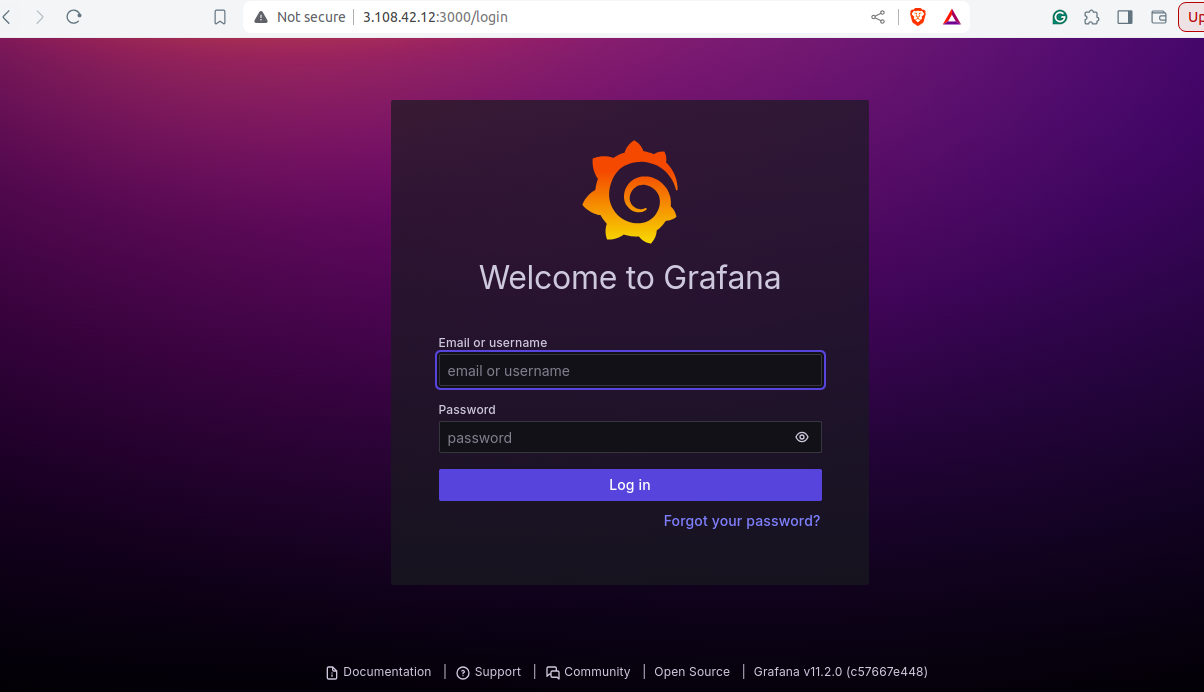 Not secure 3.108.42.12:3000/login
Up
Welcome to Grafana
Email or username
email or username
Password
password
Log in
Forgot your password?
Documentation | Support | Community | Open Source | Grafana v11.2.0 (c57667e448)